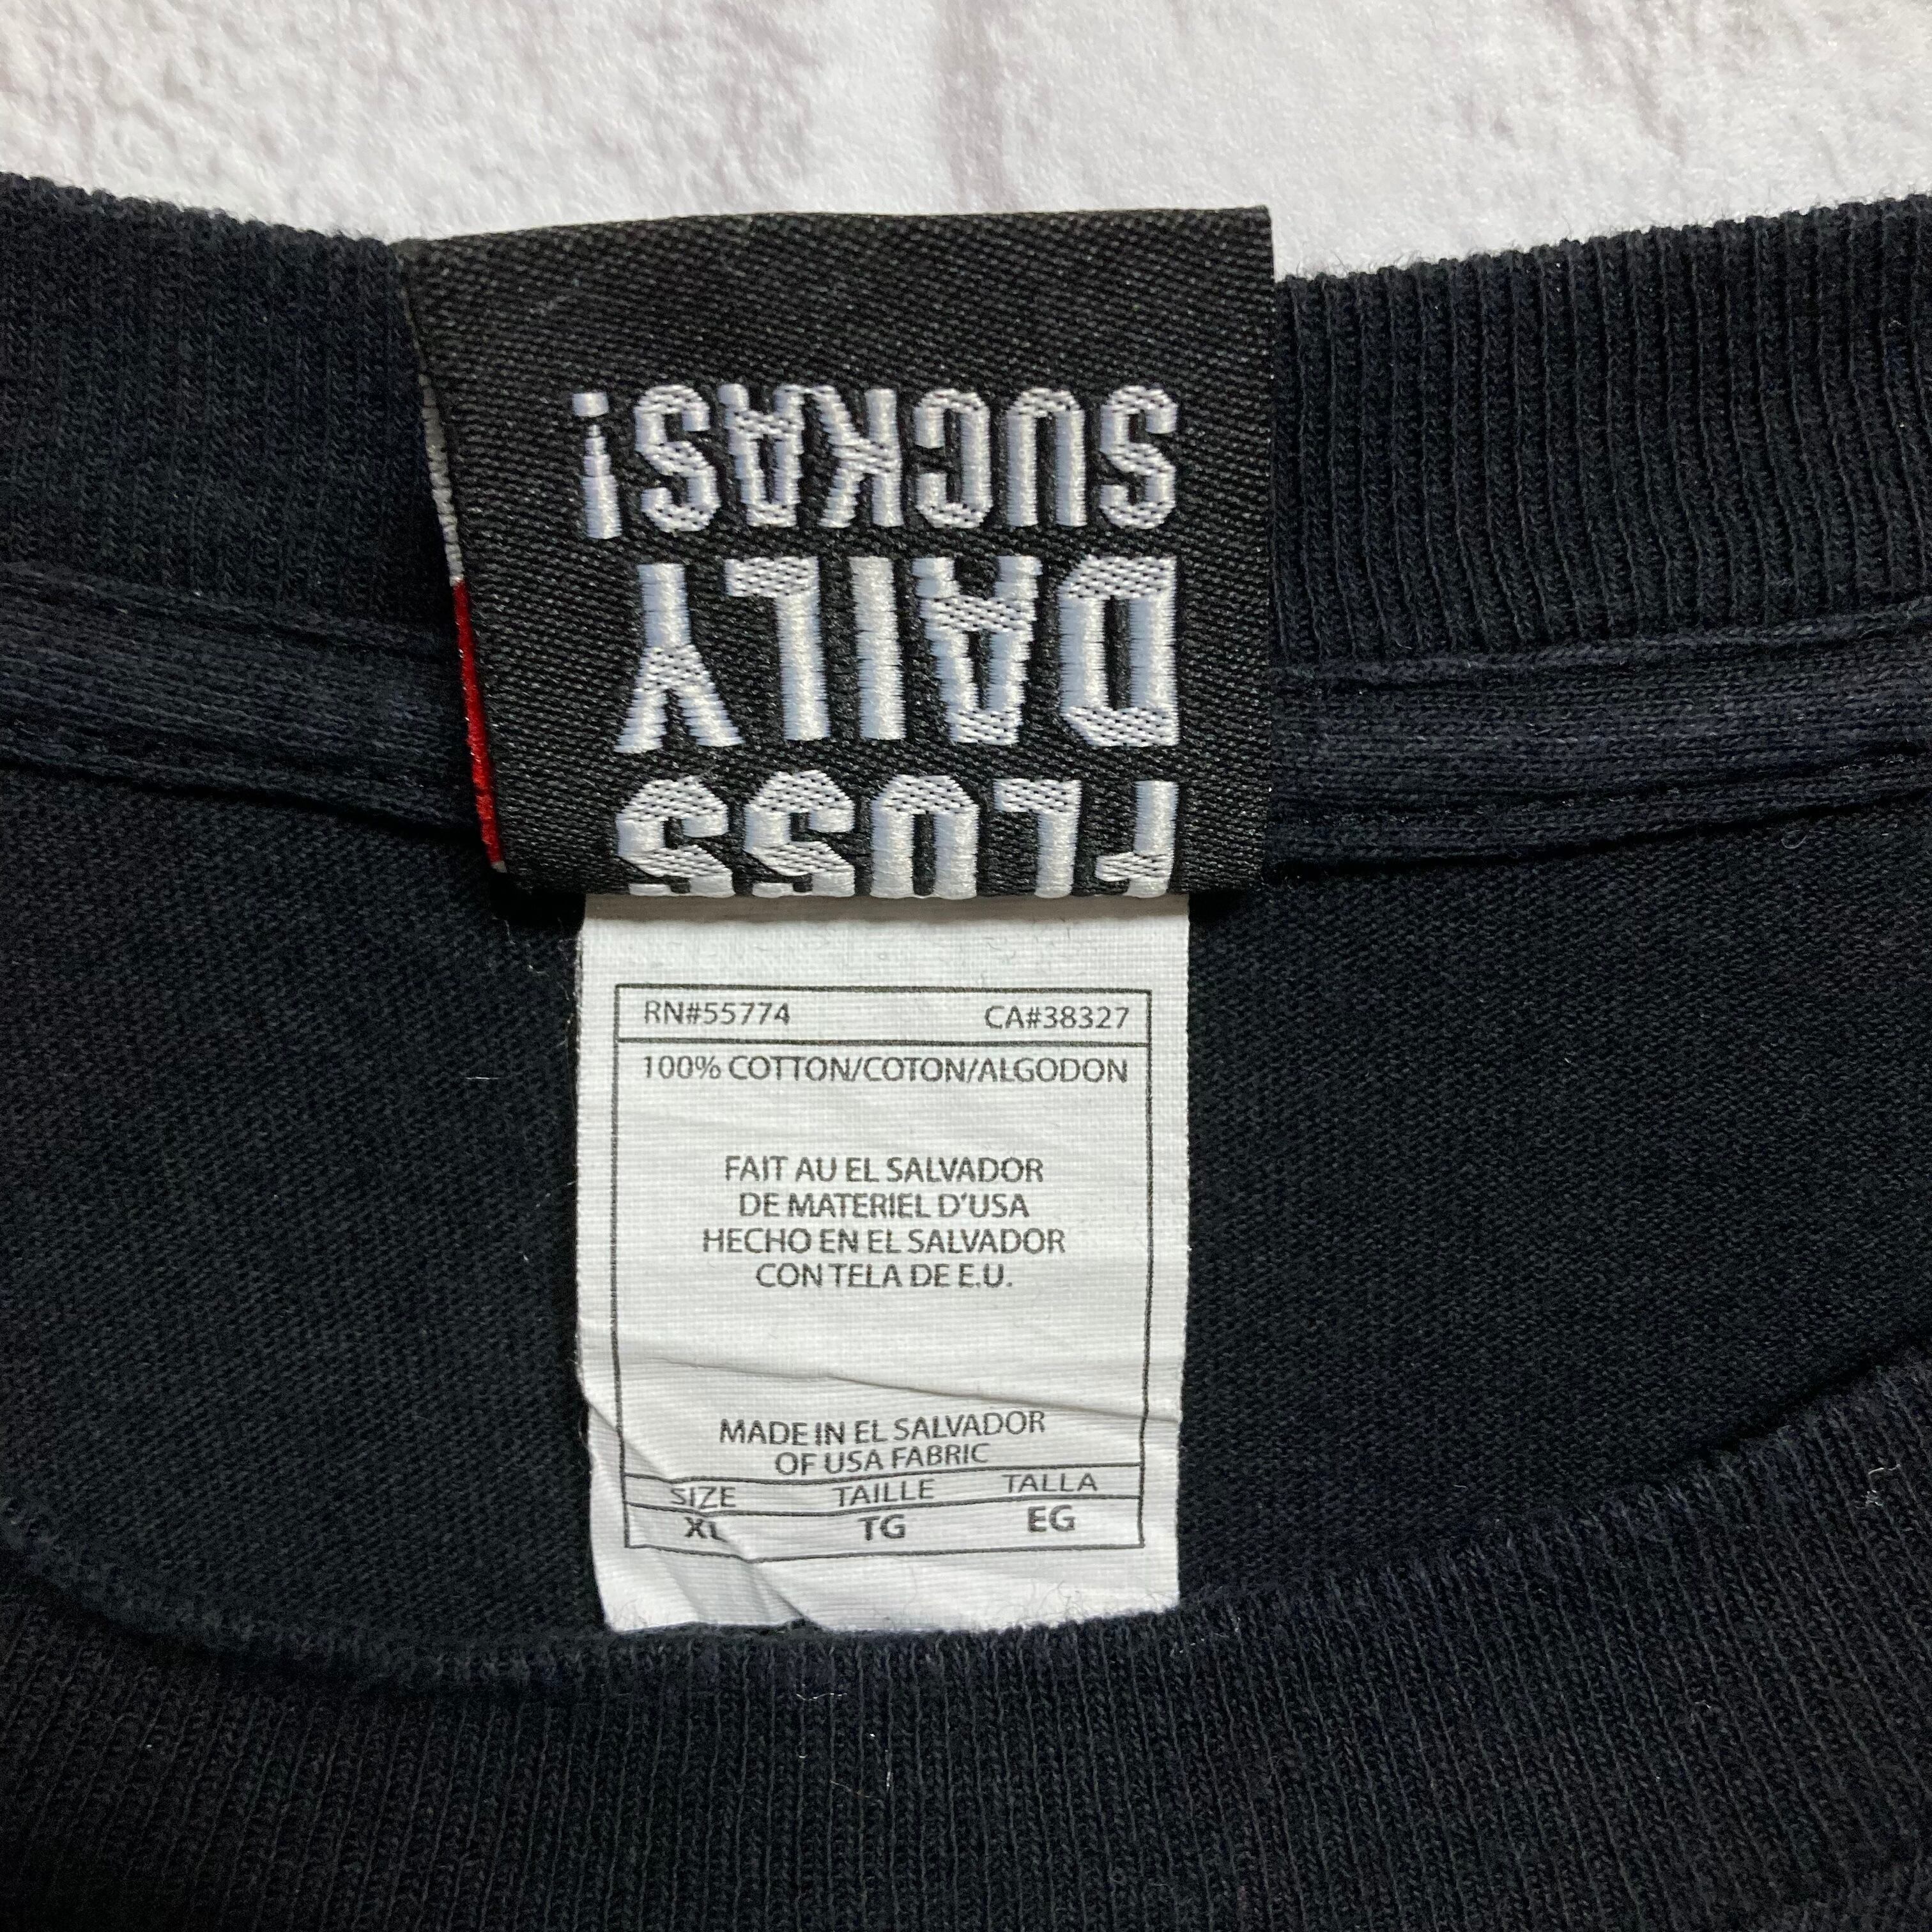 FLOSS
DAILY
SUCKAS!
RN#55774 CA#38327
100% COTTON/COTON/ALGODON
FAIT AU EL SALVADOR
DE MATERIEL D'USA
HECHO EN EL SALVADOR
CON TELA DE E.U.
MADE IN EL SALVADOR
OF USA FABRIC
SIZE TAILLE TALLA
XL TG EG